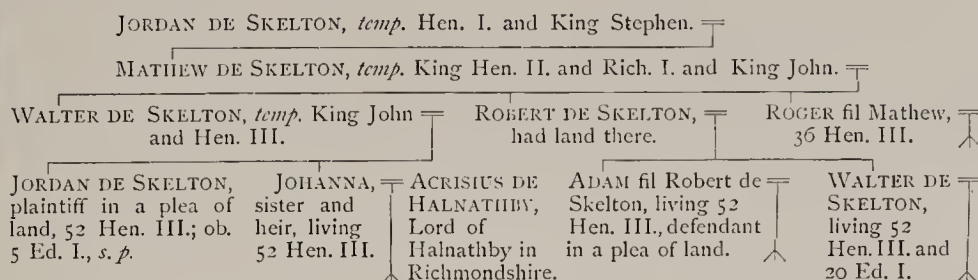 JORDAN DE SKELTON, temp. Hen. I. and King Stephen.
MATHEW DE SKELTON, temp. King Hen. II. and Rich. I. and King John.
WALTER DE SKELTON, temp. King John
and Hen. III.
ROBERT DE SKELTON,
had land there.
ROGER fil Mathew,
36 Hen. III.
JORDAN DE SKELTON,
plaintiff in a plea of
land, 52 Hen. III.; ob.
5 Ed. I., s. p.
JOHANNA,
sister and
heir, living
52 Hen. III.
ACRISIUS DE
HALNATHBY,
Lord of
Halnathby in
Richmondshire.
ADAM fil Robert de
Skelton, living 52
Hen. III., defendant
in a plea of land.
WALTER DE
SKELTON,
living 52
Hen. III. and
20 Ed. I.